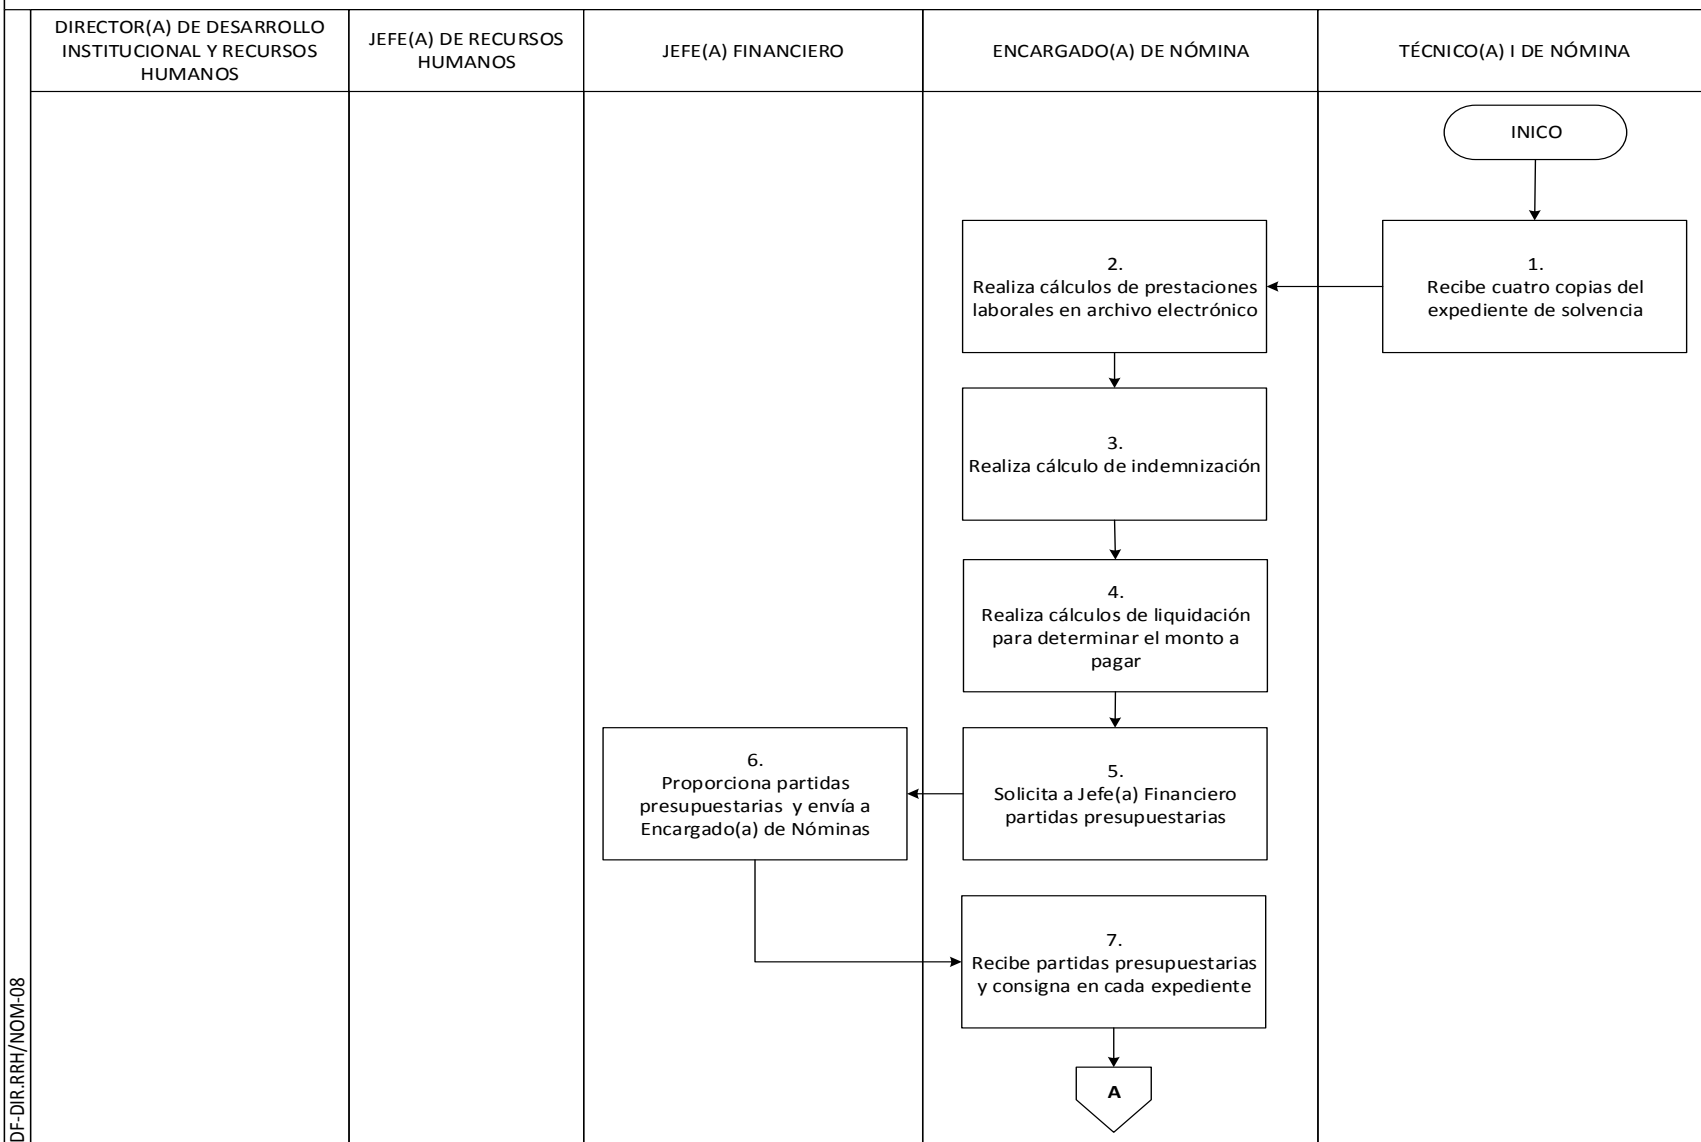 DIRECTOR(A) DE DESARROLLO
INSTITUCIONAL Y RECURSOS
HUMANOS
JEFE(A) DE RECURSOS
HUMANOS
JEFE(A) FINANCIERO
ENCARGADO(A) DE NÓMINA
TÉCNICO(A) I DE NÓMINA
INICO
1.
Recibe cuatro copias del
expediente de solvencia
2.
Realiza cálculos de prestaciones
laborales en archivo electrónico
3.
Realiza cálculo de indemnización
4.
Realiza cálculos de liquidación
para determinar el monto a
pagar
5.
Solicita a Jefe(a) Financiero
partidas presupuestarias
6.
Proporciona partidas
presupuestarias y envía a
Encargado(a) de Nóminas
7.
Recibe partidas presupuestarias
y consigna en cada expediente
A
DF-DIR.RRH/NOM-08